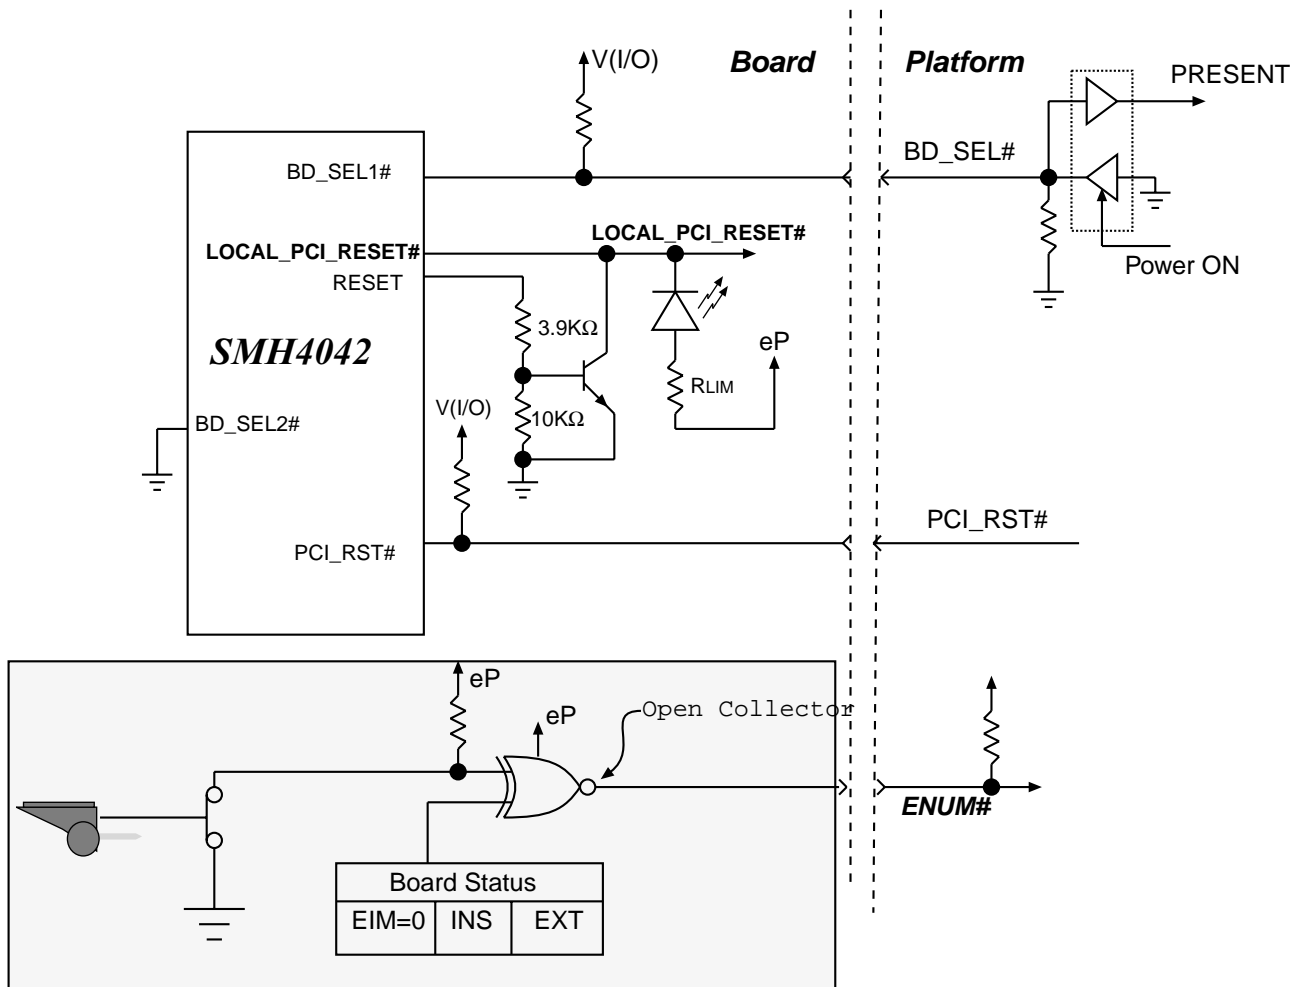 V(I/O)
Board
Platform
PRESENT
BD_SEL1#
BD_SEL#
LOCAL_PCI_RESET#
LOCAL_PCI_RESET#
RESET
Power ON
3.9KΩ
SMH4042
eP
RLIM
V(I/O)
10KΩ
BD_SEL2#
PCI_RST#
PCI_RST#
eP
eP
Open Collector
ENUM#
Board Status
EIM=0 INS EXT